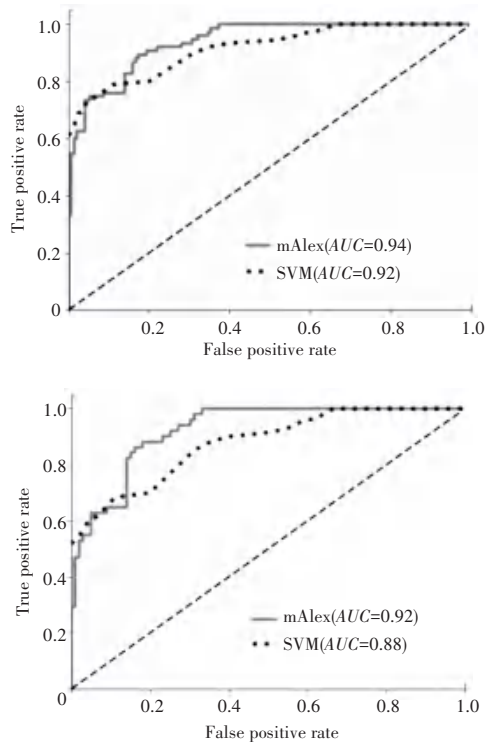 1.0
0.8
0.6
0.4
0.2
0
True positive rate
mAlex(AUC=0.94)
SVM(AUC=0.92)
0.2 0.4 0.6 0.8 1.0
False positive rate
1.0
0.8
0.6
0.4
0.2
0
True positive rate
mAlex(AUC=0.92)
SVM(AUC=0.88)
0.2 0.4 0.6 0.8 1.0
False positive rate